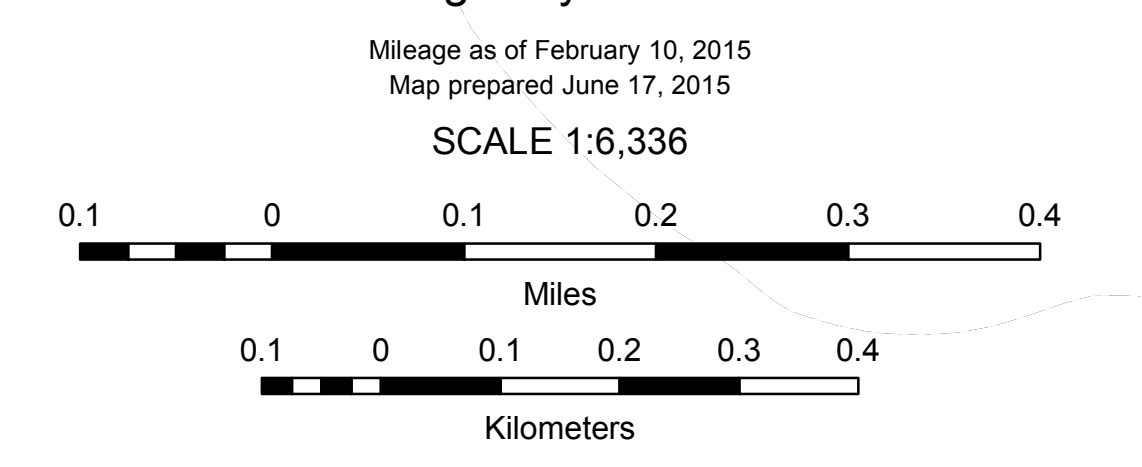 Mileage as of February 10, 2015
Map prepared June 17, 2015
SCALE 1:6,336
0.1 0 0.1 0.2 0.3 0.4
Miles
0.1 0 0.1 0.2 0.3 0.4
Kilometers